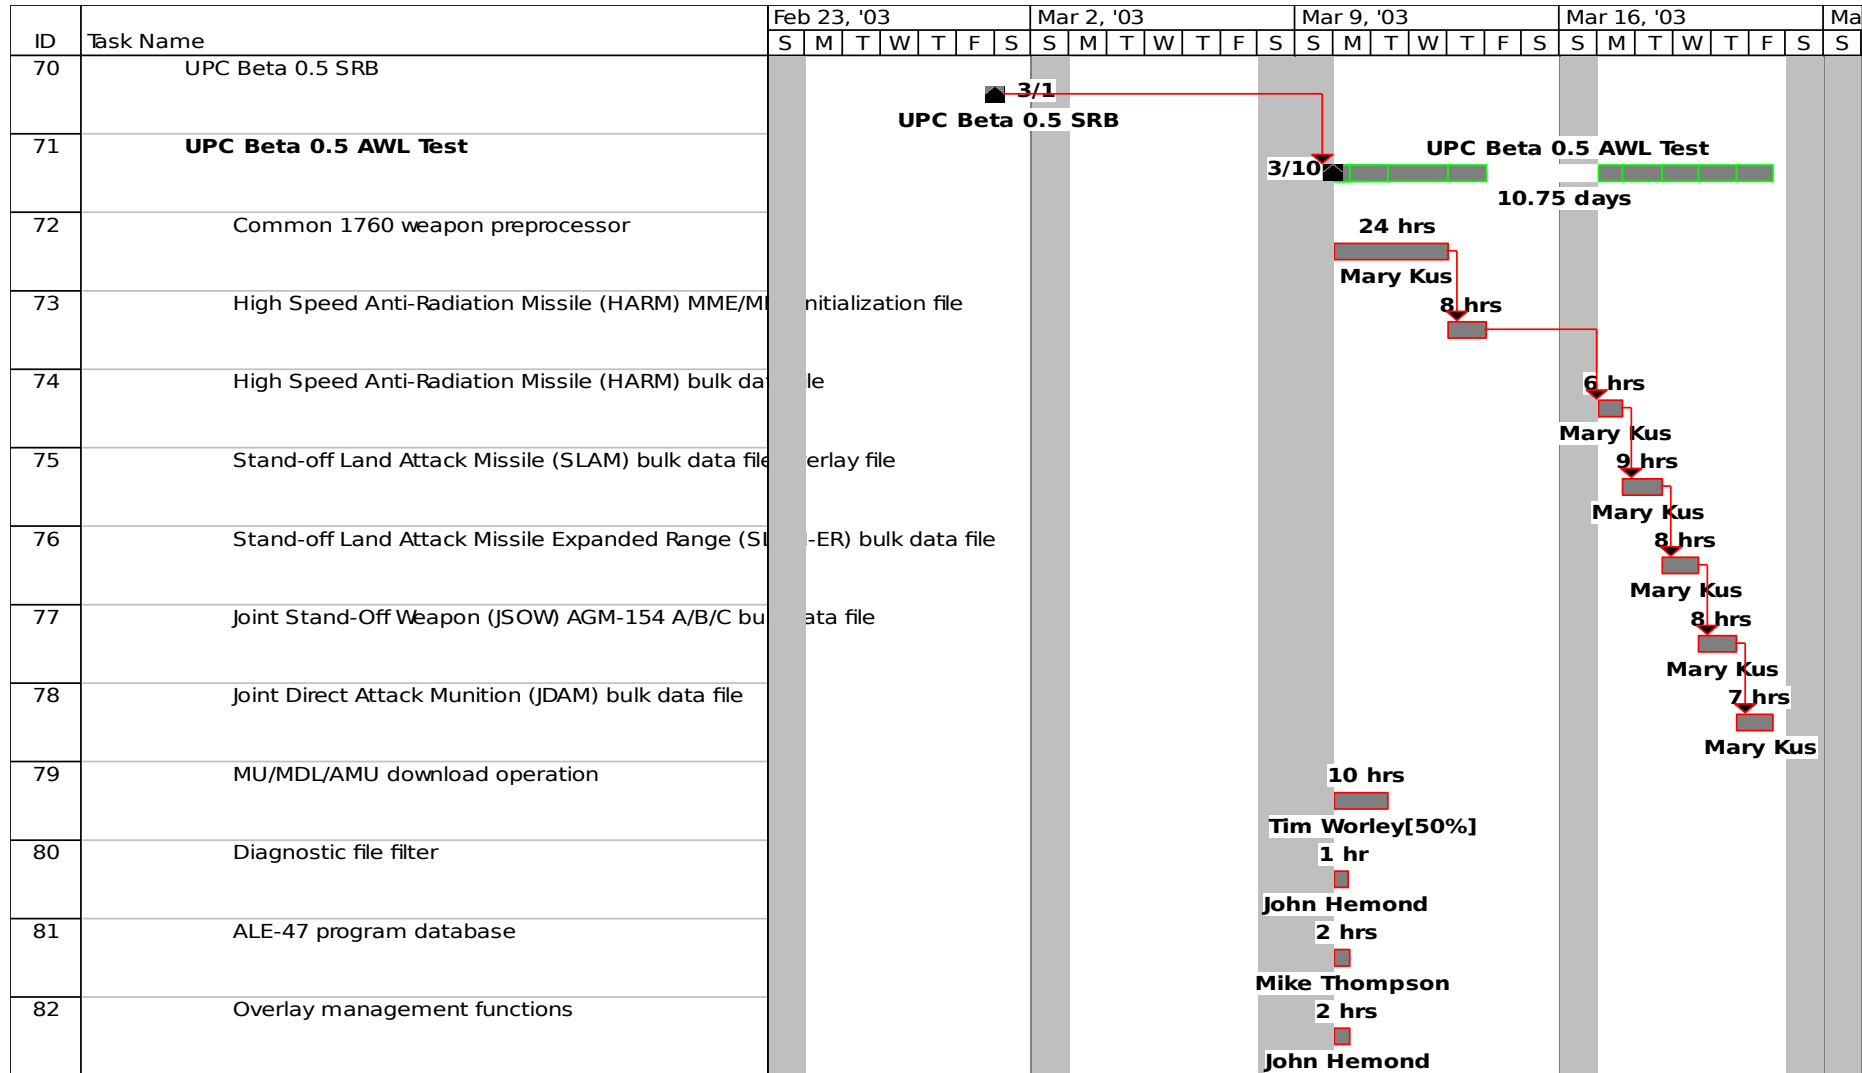 Feb 23, '03 Mar 2, '03 Mar 9, '03 Mar 16, '03 Ma
ID Task Name S M T W T F S S M T W T F S S M T W T F S S M T W T F S S
70 UPC Beta 0.5 SRB
3/1
UPC Beta 0.5 SRB
71 UPC Beta 0.5 AWL Test
UPC Beta 0.5 AWL Test
3/10
10.75 days
72 Common 1760 weapon preprocessor
24 hrs
Mary Kus
73 High Speed Anti-Radiation Missile (HARM) MME/M nitialization file
8 hrs
74 High Speed Anti-Radiation Missile (HARM) bulk da le
6 hrs
Mary Kus
75 Stand-off Land Attack Missile (SLAM) bulk data file erlay file
9 hrs
Mary Kus
76 Stand-off Land Attack Missile Expanded Range (SL -ER) bulk data file
8 hrs
Mary Kus
77 Joint Stand-Off Weapon (JSOW) AGM-154 A/B/C bu ata file
8 hrs
Mary Kus
78 Joint Direct Attack Munition (JDAM) bulk data file
7 hrs
Mary Kus
79 MU/MDL/AMU download operation
10 hrs
Tim Worley[50%]
80 Diagnostic file filter
1 hr
John Hemond
81 ALE-47 program database
2 hrs
Mike Thompson
82 Overlay management functions
2 hrs
John Hemond